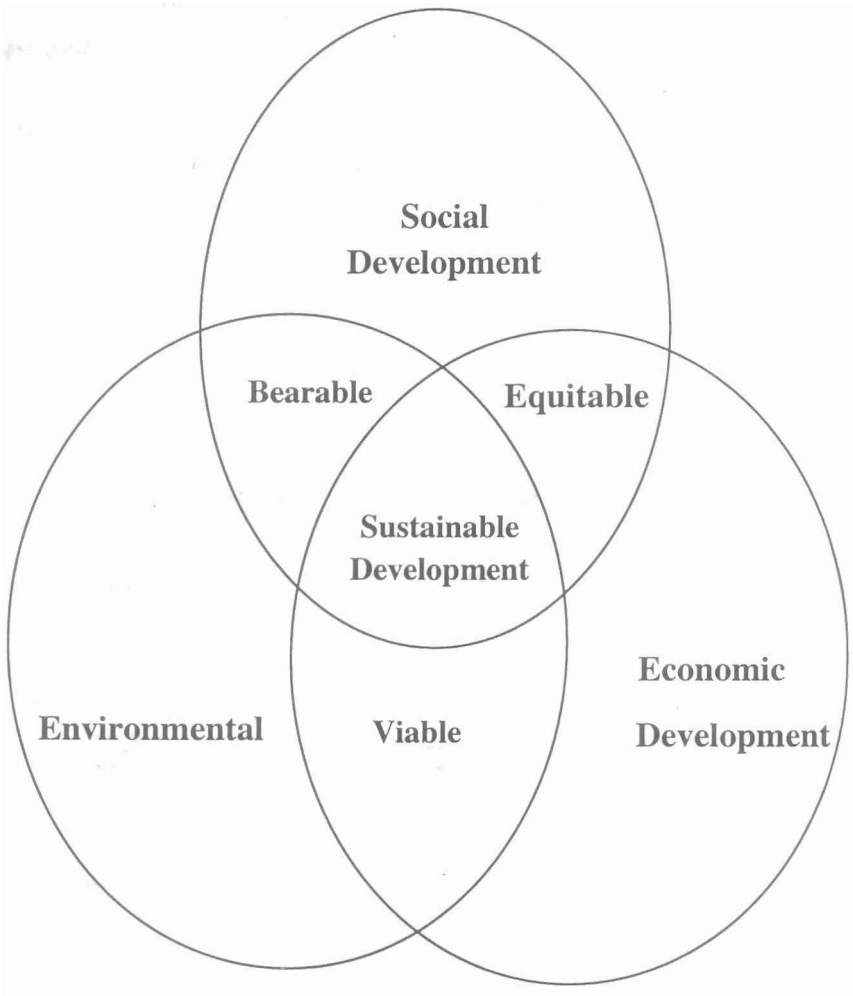 Social
Development
Bearable
Equitable
Sustainable
Development
Economic
Development
Environmental
Viable